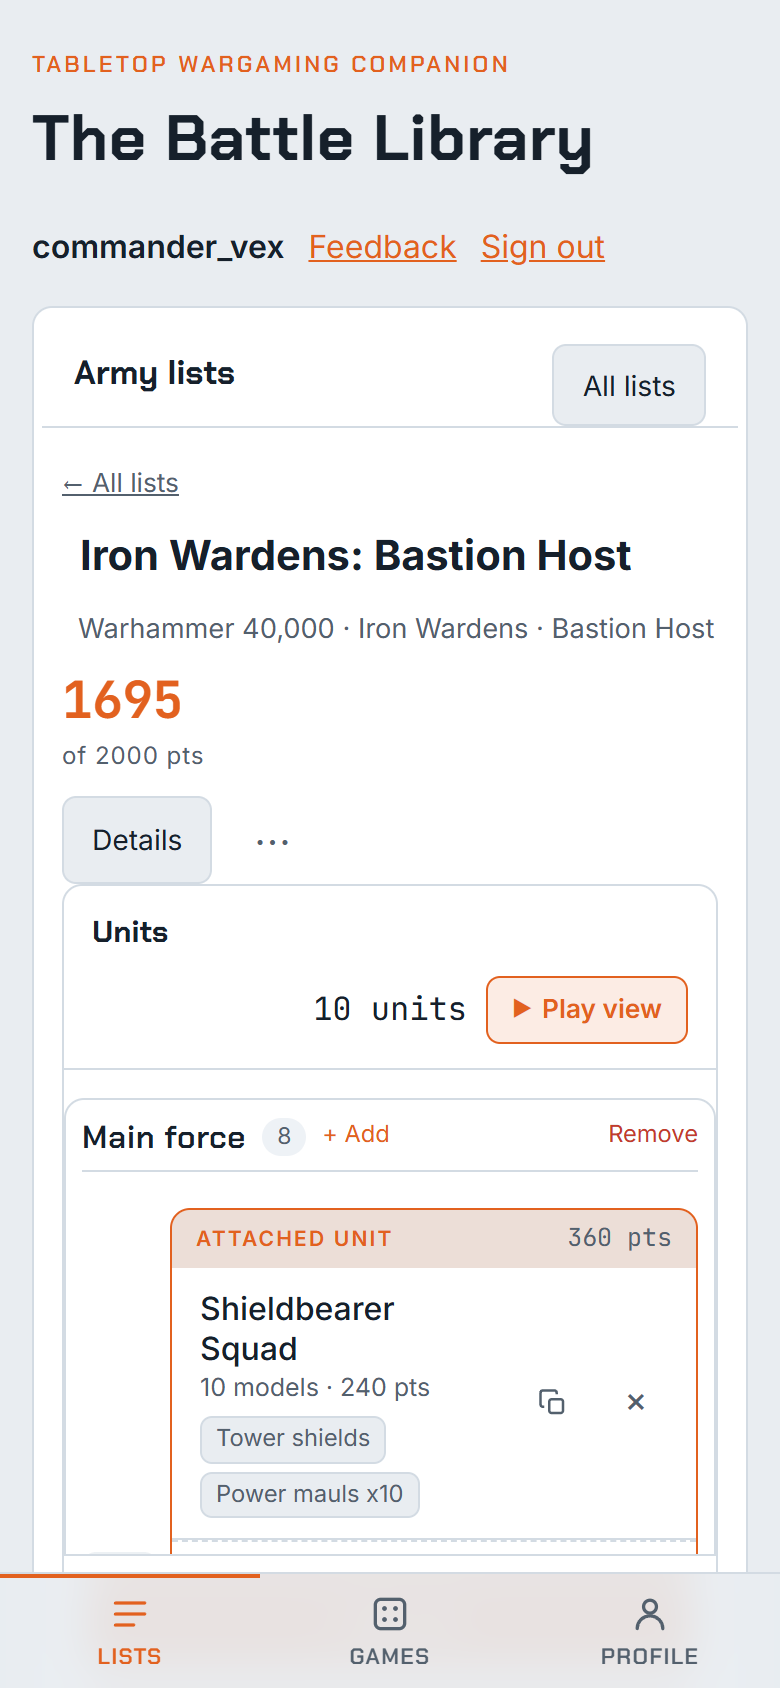 TABLETOP WARGAMING COMPANION
The Battle Library
commander_vex Feedback Sign out
Army lists
All lists
← All lists
Iron Wardens: Bastion Host
Warhammer 40,000 · Iron Wardens · Bastion Host
1695
of 2000 pts
Details ...
Units
10 units ▶ Play view
Main force 8 + Add Remove
ATTACHED UNIT 360 pts
Shieldbearer
Squad
10 models · 240 pts
Tower shields
Power mauls x10
LISTS GAMES PROFILE